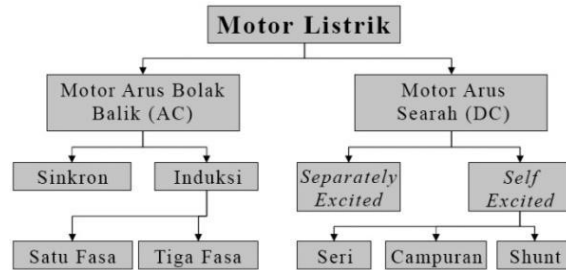 Motor Listrik
Motor Arus Bolak
Balik (AC)
Motor Arus
Searah (DC)
Sinkron
Induksi
Separately
Excited
Self
Excited
Satu Fasa
Tiga Fasa
Seri
Campuran
Shunt